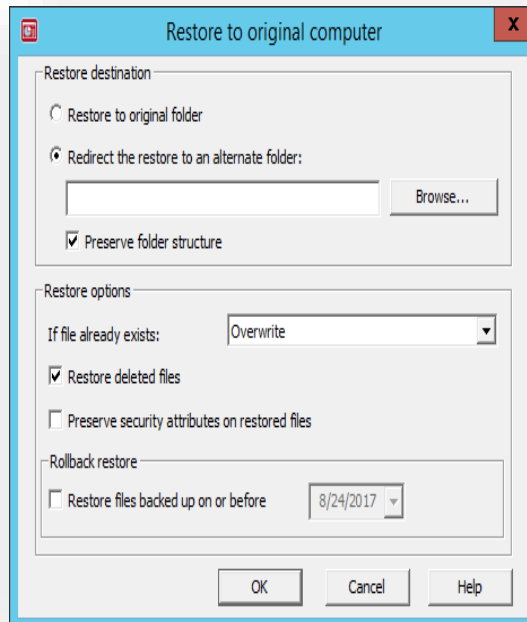 Restore to original computer
X
Restore destination
Restore to original folder
Redirect the restore to an alternate folder:
Browse...
Preserve folder structure
Restore options
If file already exists: Overwrite
Restore deleted files
Preserve security attributes on restored files
Rollback restore
Restore files backed up on or before 8/24/2017
OK Cancel Help